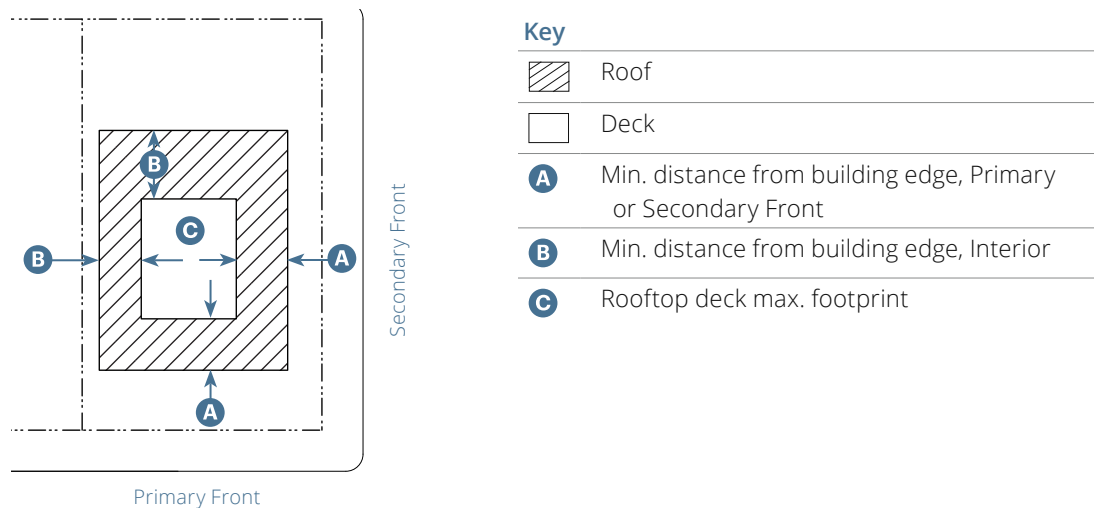 B
C
B
A
A
Secondary Front
Primary Front
Key
Roof
Deck
A Min. distance from building edge, Primary
or Secondary Front
B Min. distance from building edge, Interior
C Rooftop deck max. footprint